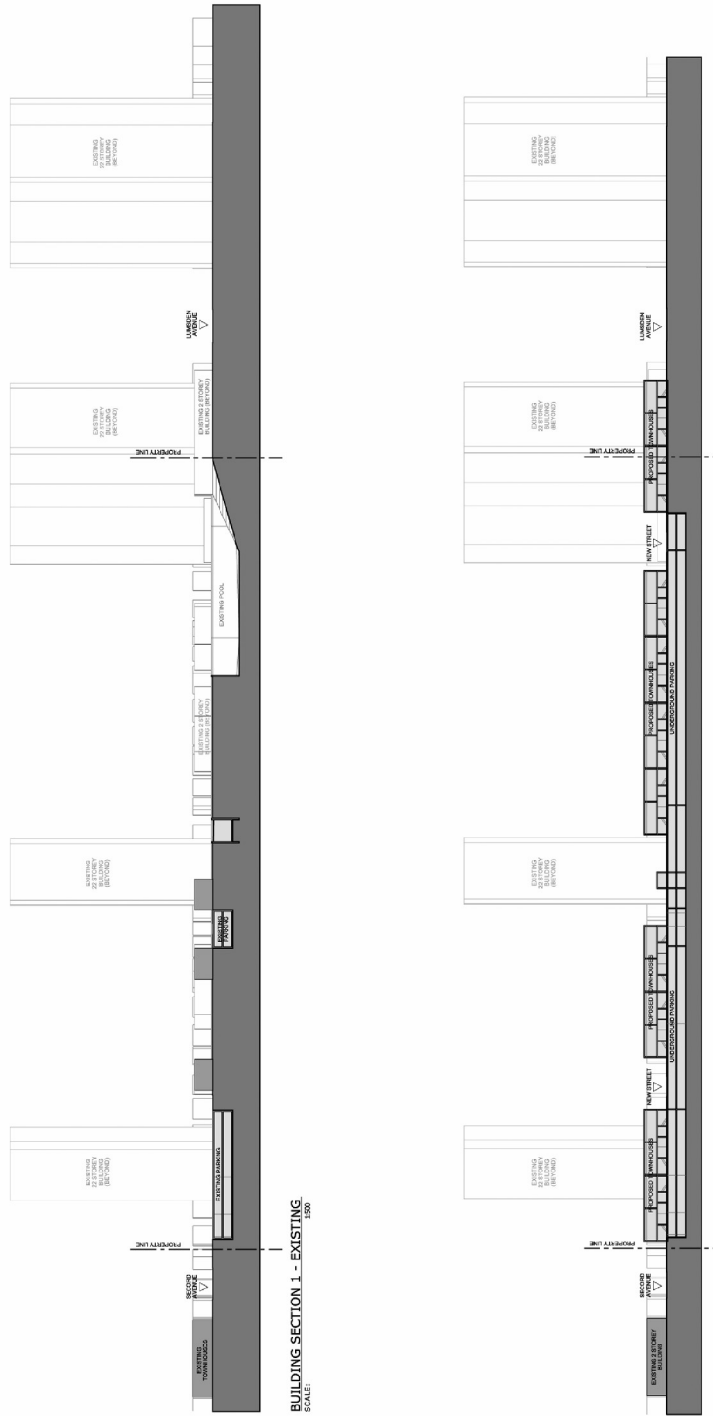 EXISTING
22 STOREY
BUILDING
(BEYOND)
EXISTING
22 STOREY
BUILDING
(BEYOND)
EXISTING
22 STOREY
BUILDING
(BEYOND)
EXISTING
22 STOREY
BUILDING
(BEYOND)
PROPERTY LINE
PROPERTY LINE
SECOND
AVENUE
LUMSDEN
AVENUE
EXISTING
TOWNHOUSES
EXISTING 2 STOREY
BUILDING (BEYOND)
EXISTING 2 STOREY
BUILDING (BEYOND)
EXISTING PARKING
EXISTING
PARKING
EXISTING POOL
BUILDING SECTION 1 - EXISTING
SCALE: 1:500
EXISTING
22 STOREY
BUILDING
(BEYOND)
EXISTING
22 STOREY
BUILDING
(BEYOND)
EXISTING
22 STOREY
BUILDING
(BEYOND)
EXISTING
22 STOREY
BUILDING
(BEYOND)
PROPERTY LINE
PROPERTY LINE
SECOND
AVENUE
NEW STREET
NEW STREET
LUMSDEN
AVENUE
EXISTING 2 STOREY
BUILDING
PROPOSED TOWNHOUSES
PROPOSED TOWNHOUSES
PROPOSED TOWNHOUSES
PROPOSED TOWNHOUSES
UNDERGROUND PARKING
UNDERGROUND PARKING